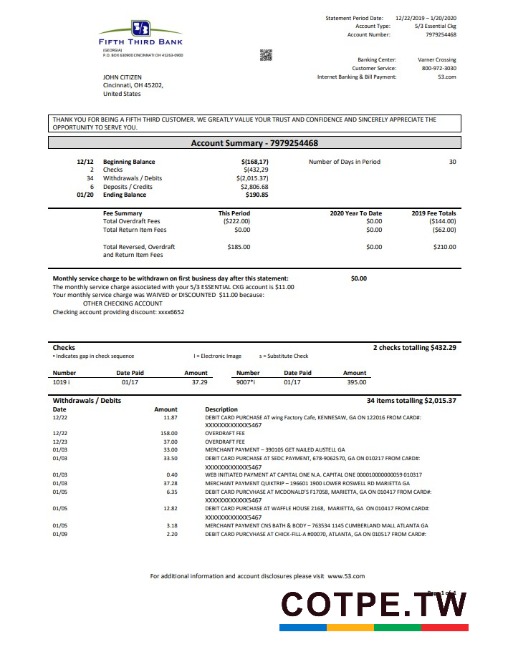 Statement Period Date: 12/22/2019 – 1/20/2020
Account Type: 5/3 Essential Ckg
Account Number: 7979254468
FIFTH THIRD BANK
(GEORGIA)
P.O. BOX 630900 CINCINNATI OH 45263-0900
Banking Center: Varner Crossing
Customer Service: 800-972-3030
Internet Banking & Bill Payment: 53.com
JOHN CITIZEN
Cincinnati, OH 45202,
United States
THANK YOU FOR BEING A FIFTH THIRD CUSTOMER. WE GREATLY VALUE YOUR TRUST AND CONFIDENCE AND SINCERELY APPRECIATE THE
OPPORTUNITY TO SERVE YOU.
Account Summary - 7979254468
12/12 Beginning Balance $(168,17) Number of Days in Period 30
2 Checks $(432,29
34 Withdrawals / Debits $(2,015.37)
6 Deposits / Credits $2,806.68
01/20 Ending Balance $190.85
Fee Summary This Period 2020 Year To Date 2019 Fee Totals
Total Overdraft Fees ($222.00) $0.00 ($144.00)
Total Return Item Fees $0.00 $0.00 ($62.00)
Total Reversed, Overdraft $185.00 $0.00 $210.00
and Return Item Fees
Monthly service charge to be withdrawn on first business day after this statement: $0.00
The monthly service charge associated with your 5/3 ESSENTIAL CKG account is $11.00
Your monthly service charge was WAIVED or DISCOUNTED $11.00 because:
OTHER CHECKING ACCOUNT
Checking account providing discount: xxxx6652
Checks 2 checks totalling $432.29
• Indicates gap in check sequence I = Electronic Image s = Substitute Check
Number Date Paid Amount Number Date Paid Amount
1019 i 01/17 37.29 9007*i 01/17 395.00
Withdrawals / Debits 34 items totalling $2,015.37
Date Amount Description
12/22 11.87 DEBIT CARD PURCHASE AT wing Factory Cafe, KENNESAW, GA ON 122016 FROM CARD#:
XXXXXXXXXXXX5467
12/22 158.00 OVERDRAFT FEE
12/23 37.00 OVERDRAFT FEE
01/03 33.00 MERCHANT PAYMENT – 390105 GET NAILED AUSTELL GA
01/03 33.50 DEBIT CARD PURCHASE AT SEDC PAYMENT, 678-9062570, GA ON 010217 FROM CARD#:
XXXXXXXXXXXX5467
01/03 0.40 WEB INITIATED PAYMENT AT CAPITAL ONE N.A. CAPITAL ONE 000010000000059 010317
01/03 37.28 MERCHANT PAYMENT QUIKTRIP – 196601 1900 LOWER ROSWELL RD MARIETTA GA
01/05 6.35 DEBIT CARD PURCVHASE AT MCDONALD'S F17058, MARIETTA, GA ON 010417 FROM CARD#:
XXXXXXXXXXXX5467
01/05 12.82 DEBIT CARD PURCHASE AT WAFFLE HOUSE 2168, MARIETTA, GA ON 010417 FROM CARD#:
XXXXXXXXXXXX5467
01/05 3.18 MERCHANT PAYMENT CNS BATH & BODY – 763534 1145 CUMBERLAND MALL ATLANTA GA
01/09 2.20 DEBIT CARD PURCVHASE AT CHICK-FILL-A #00070, ATLANTA, GA ON 010517 FROM CARD#:
For additional information and account disclosures please visit www.53.com
COTPE.TW